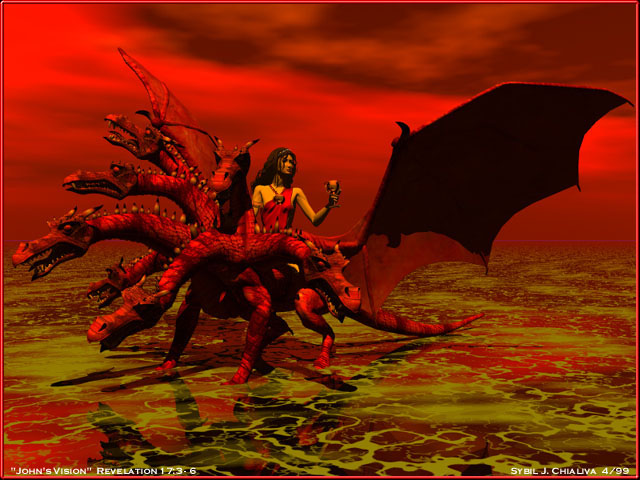 "John's Vision" Revelation 17:3-6
Sybil J. Chialiva 4/99